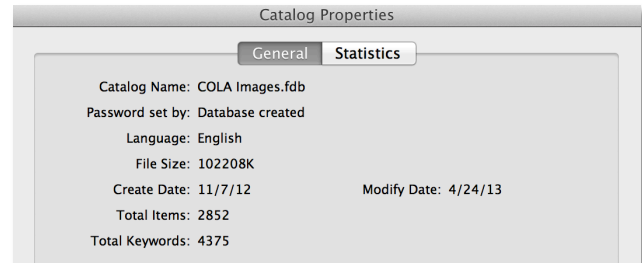 Catalog Properties
General Statistics
Catalog Name: COLA Images.fdb
Password set by: Database created
Language: English
File Size: 102208K
Create Date: 11/7/12 Modify Date: 4/24/13
Total Items: 2852
Total Keywords: 4375